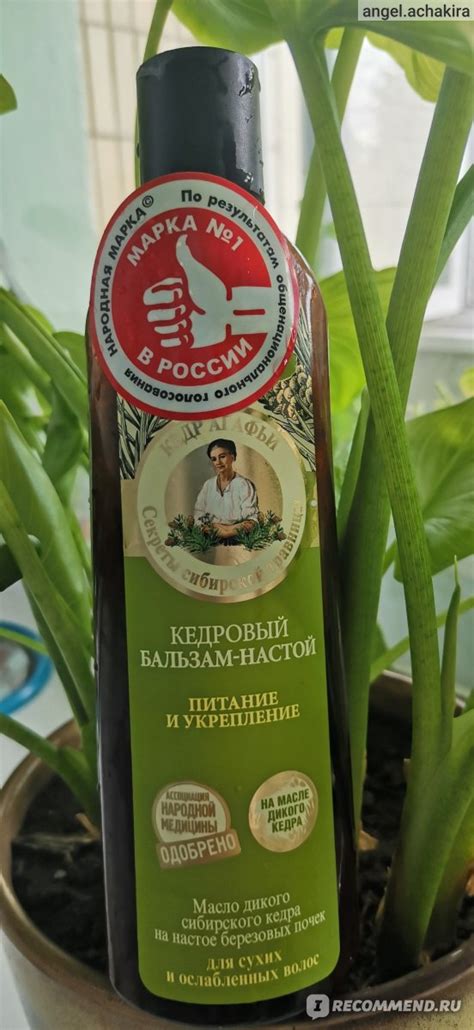 angel.achakira
НАРОДНАЯ МАРКА© По результатам
общенационального голосования
МАРКА №1
В РОССИИ
КЕДР АГАФЬИ
Секреты сибирской травницы
КЕДРОВЫЙ
БАЛЬЗАМ-НАСТОЙ
ПИТАНИЕ
И УКРЕПЛЕНИЕ
АССОЦИАЦИЯ
НАРОДНОЙ
МЕДИЦИНЫ
ОДОБРЕНО
НА МАСЛЕ
ДИКОГО
КЕДРА
Масло дикого
сибирского кедра
на настое березовых почек
для сухих
и ослабленных волос
IRECOMMEND.RU